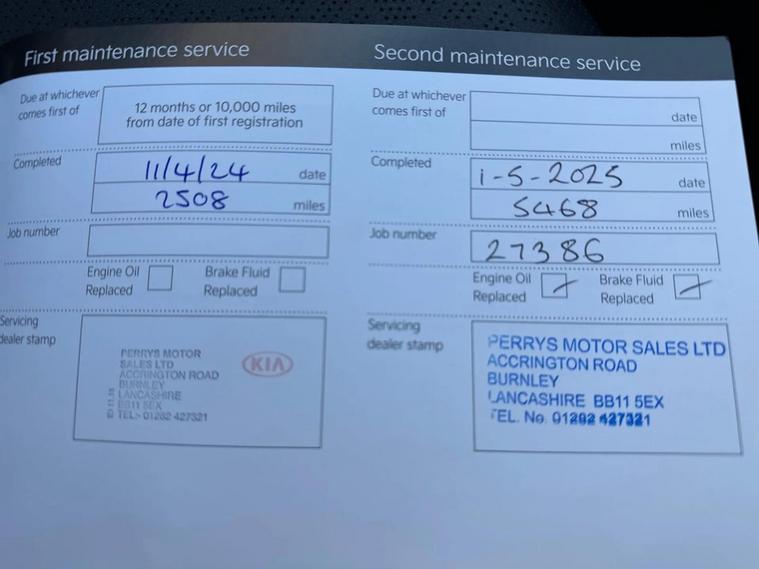 First maintenance service
Due at whichever
comes first of
12 months or 10,000 miles
from date of first registration
Completed
11/4/24 date
2508 miles
Job number
Engine Oil
Replaced
Brake Fluid
Replaced
Servicing
dealer stamp
PERRYS MOTOR
SALES LTD
ACCRINGTON ROAD
BURNLEY
LANCASHIRE
BB11 5EX
TEL:- 01282 427321
KIA
Second maintenance service
Due at whichever
comes first of
date
miles
Completed
1-5-2025 date
5468 miles
Job number
27386
Engine Oil
Replaced
Brake Fluid
Replaced
Servicing
dealer stamp
PERRYS MOTOR SALES LTD
ACCRINGTON ROAD
BURNLEY
LANCASHIRE BB11 5EX
TEL. No. 01282 427321